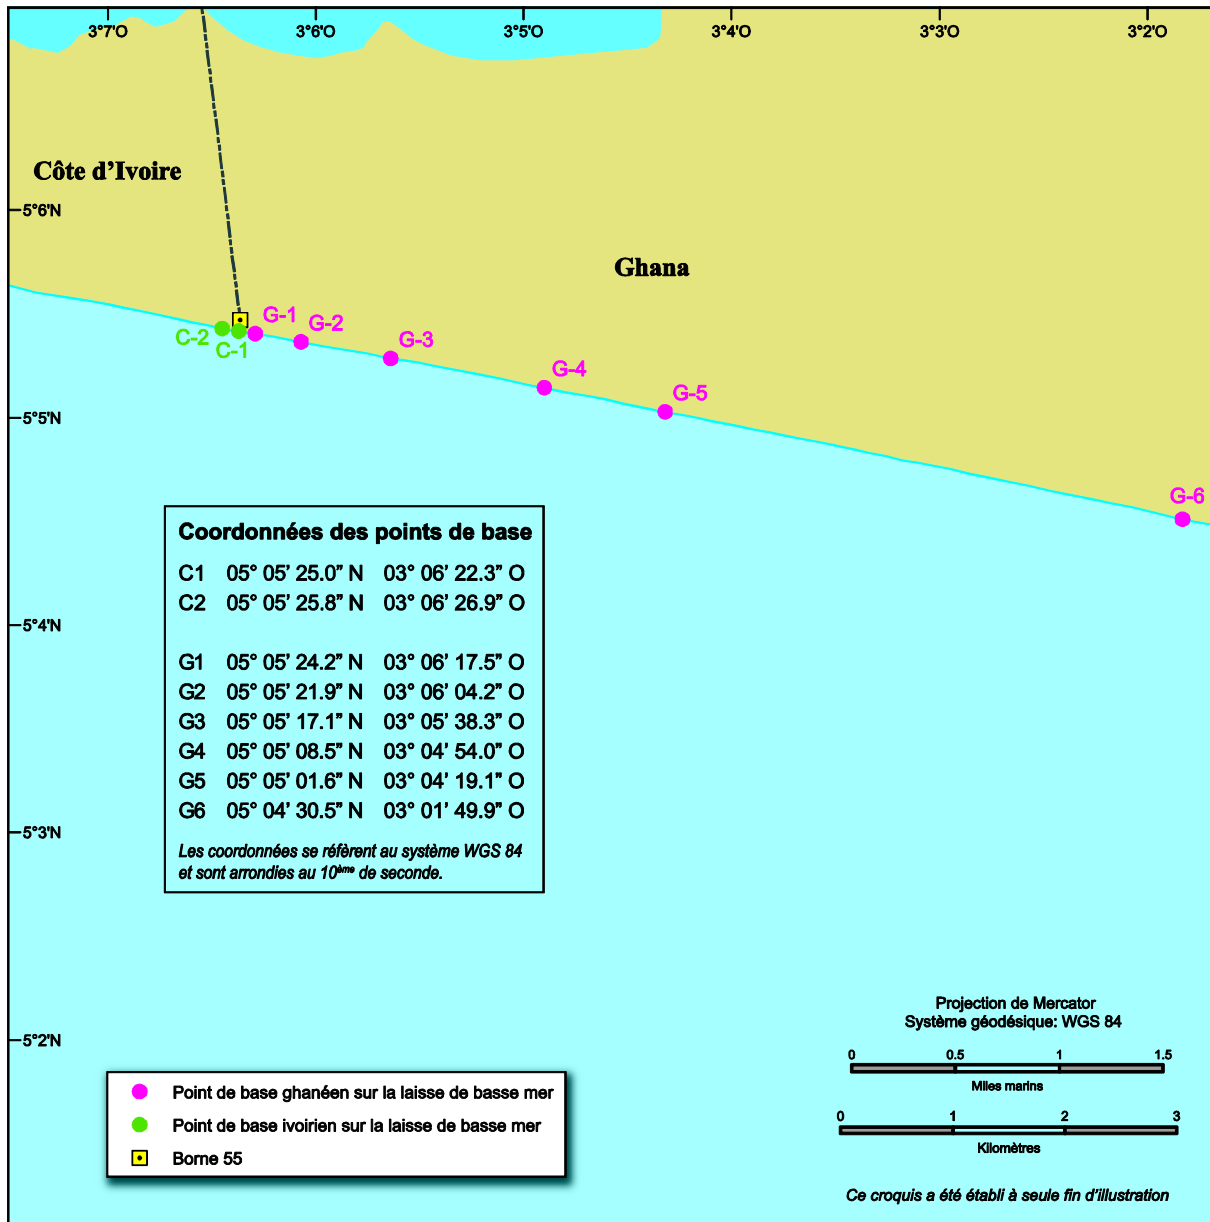 3°7'O 3°6'O 3°5'O 3°4'O 3°3'O 3°2'O
Côte d’Ivoire
5°6'N
Ghana
G-1
G-2
C-2
C-1
G-3
G-4
G-5
5°5'N
G-6
Coordonnées des points de base
C1 05° 05’ 25.0” N 03° 06’ 22.3” O
C2 05° 05’ 25.8” N 03° 06’ 26.9” O
5°4'N
G1 05° 05’ 24.2” N 03° 06’ 17.5” O
G2 05° 05’ 21.9” N 03° 06’ 04.2” O
G3 05° 05’ 17.1” N 03° 05’ 38.3” O
G4 05° 05’ 08.5” N 03° 04’ 54.0” O
G5 05° 05’ 01.6” N 03° 04’ 19.1” O
G6 05° 04’ 30.5” N 03° 01’ 49.9” O
5°3'N
Les coordonnées se réfèrent au système WGS 84
et sont arrondies au 10ème de seconde.
Projection de Mercator
Système géodésique: WGS 84
5°2'N
0 0.5 1 1.5
Miles marins
0 1 2 3
Kilomètres
Point de base ghanéen sur la laisse de basse mer
Point de base ivoirien sur la laisse de basse mer
Borne 55
Ce croquis a été établi à seule fin d’illustration